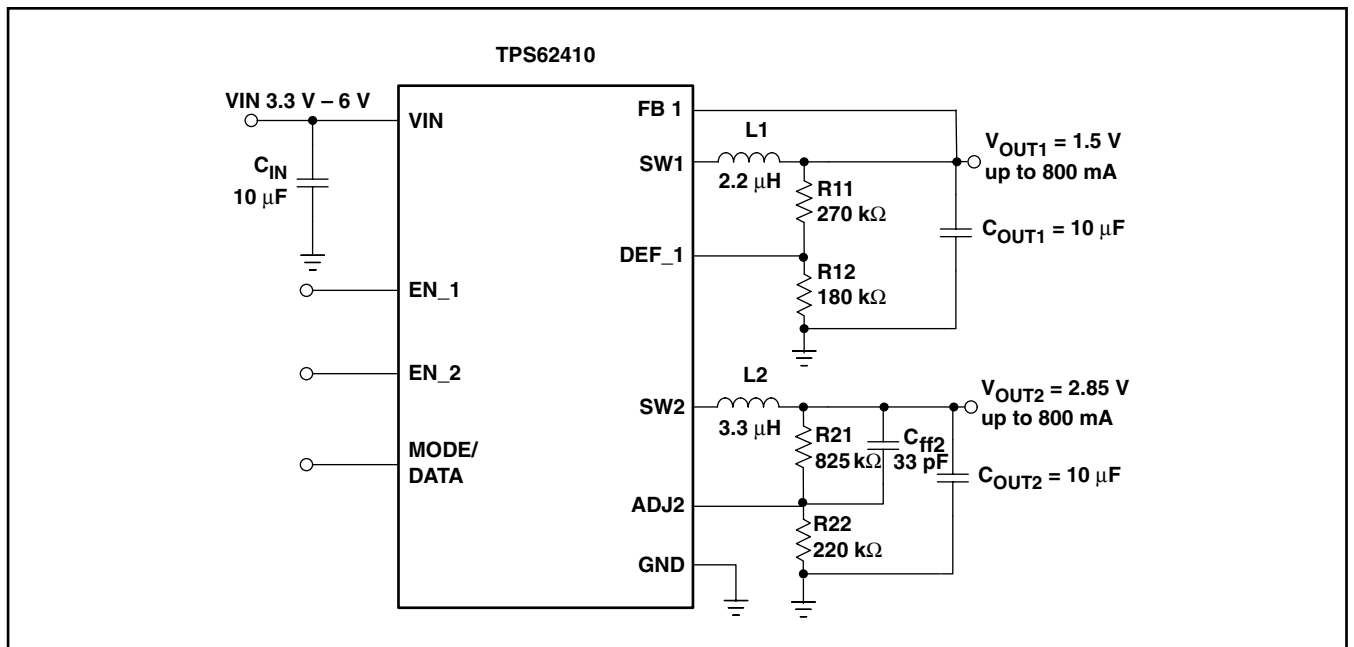 TPS62410
VIN 3.3 V – 6 V
VIN
C_IN
10 μF
EN_1
EN_2
MODE/
DATA
FB 1
SW1
DEF_1
SW2
ADJ2
GND
L1
2.2 μH
R11
270 kΩ
R12
180 kΩ
V_OUT1 = 1.5 V
up to 800 mA
C_OUT1 = 10 μF
L2
3.3 μH
R21
825 kΩ
C_ff2
33 pF
R22
220 kΩ
V_OUT2 = 2.85 V
up to 800 mA
C_OUT2 = 10 μF